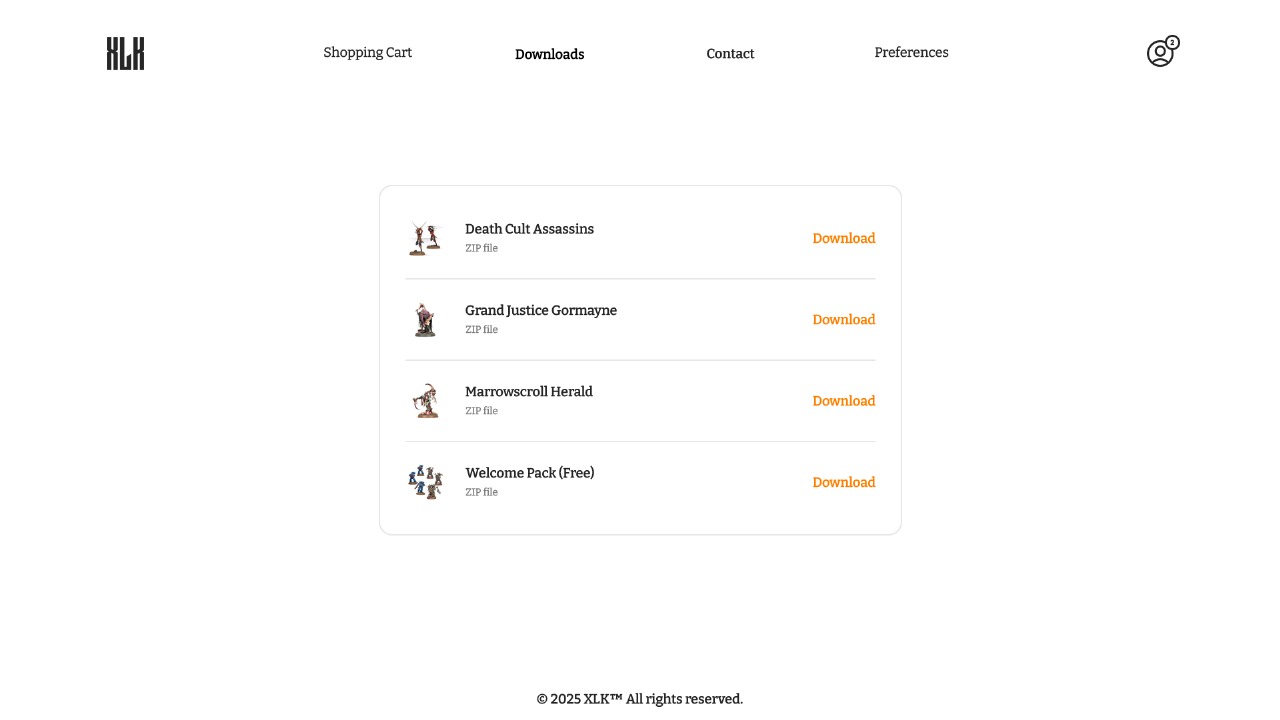 XLK
Shopping Cart
Downloads
Contact
Preferences
2
Death Cult Assassins
ZIP file
Download
Grand Justice Gormayne
ZIP file
Download
Marrowscroll Herald
ZIP file
Download
Welcome Pack (Free)
ZIP file
Download
© 2025 XLK™ All rights reserved.